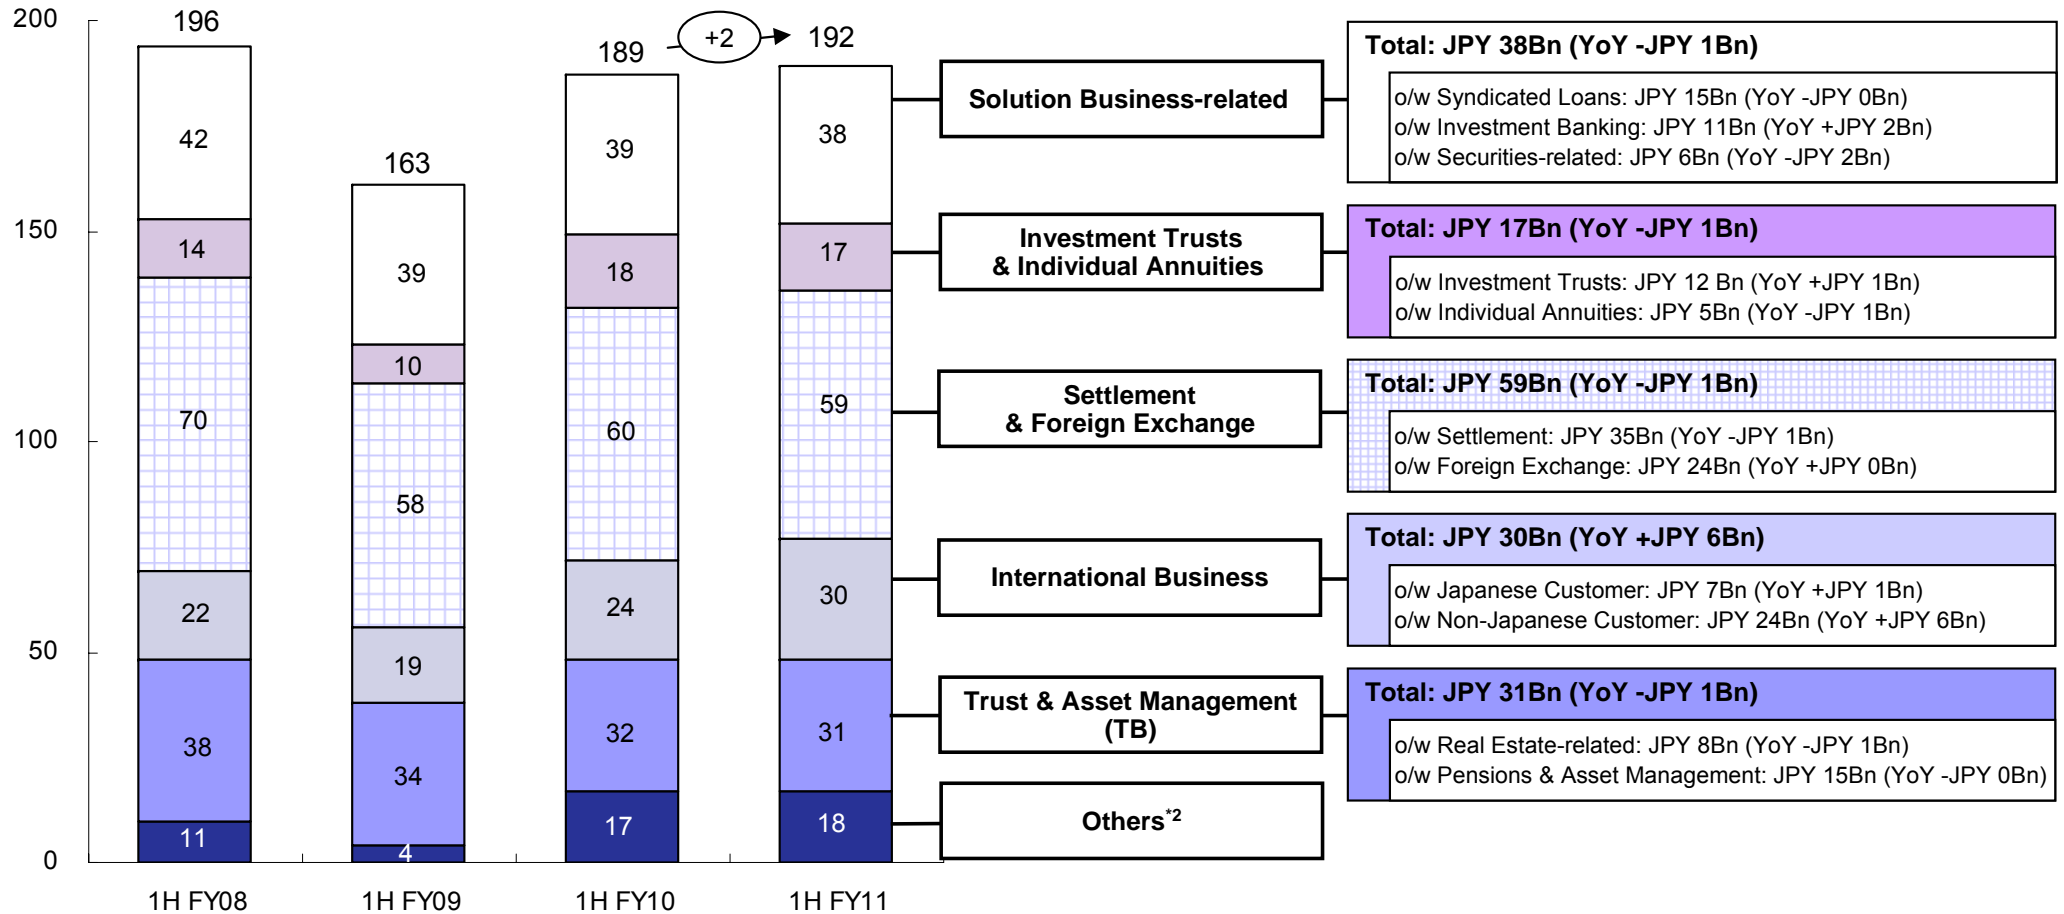 200
150
100
50
0
196
42
14
70
22
38
11
1H FY08
163
39
10
58
19
34
4
1H FY09
189
39
18
60
24
32
17
1H FY10
+2
192
38
17
59
30
31
18
1H FY11
Solution Business-related
Total: JPY 38Bn (YoY -JPY 1Bn)
o/w Syndicated Loans: JPY 15Bn (YoY -JPY 0Bn)
o/w Investment Banking: JPY 11Bn (YoY +JPY 2Bn)
o/w Securities-related: JPY 6Bn (YoY -JPY 2Bn)
Investment Trusts
& Individual Annuities
Total: JPY 17Bn (YoY -JPY 1Bn)
o/w Investment Trusts: JPY 12 Bn (YoY +JPY 1Bn)
o/w Individual Annuities: JPY 5Bn (YoY -JPY 1Bn)
Settlement
& Foreign Exchange
Total: JPY 59Bn (YoY -JPY 1Bn)
o/w Settlement: JPY 35Bn (YoY -JPY 1Bn)
o/w Foreign Exchange: JPY 24Bn (YoY +JPY 0Bn)
International Business
Total: JPY 30Bn (YoY +JPY 6Bn)
o/w Japanese Customer: JPY 7Bn (YoY +JPY 1Bn)
o/w Non-Japanese Customer: JPY 24Bn (YoY +JPY 6Bn)
Trust & Asset Management
(TB)
Total: JPY 31Bn (YoY -JPY 1Bn)
o/w Real Estate-related: JPY 8Bn (YoY -JPY 1Bn)
o/w Pensions & Asset Management: JPY 15Bn (YoY -JPY 0Bn)
Others*2